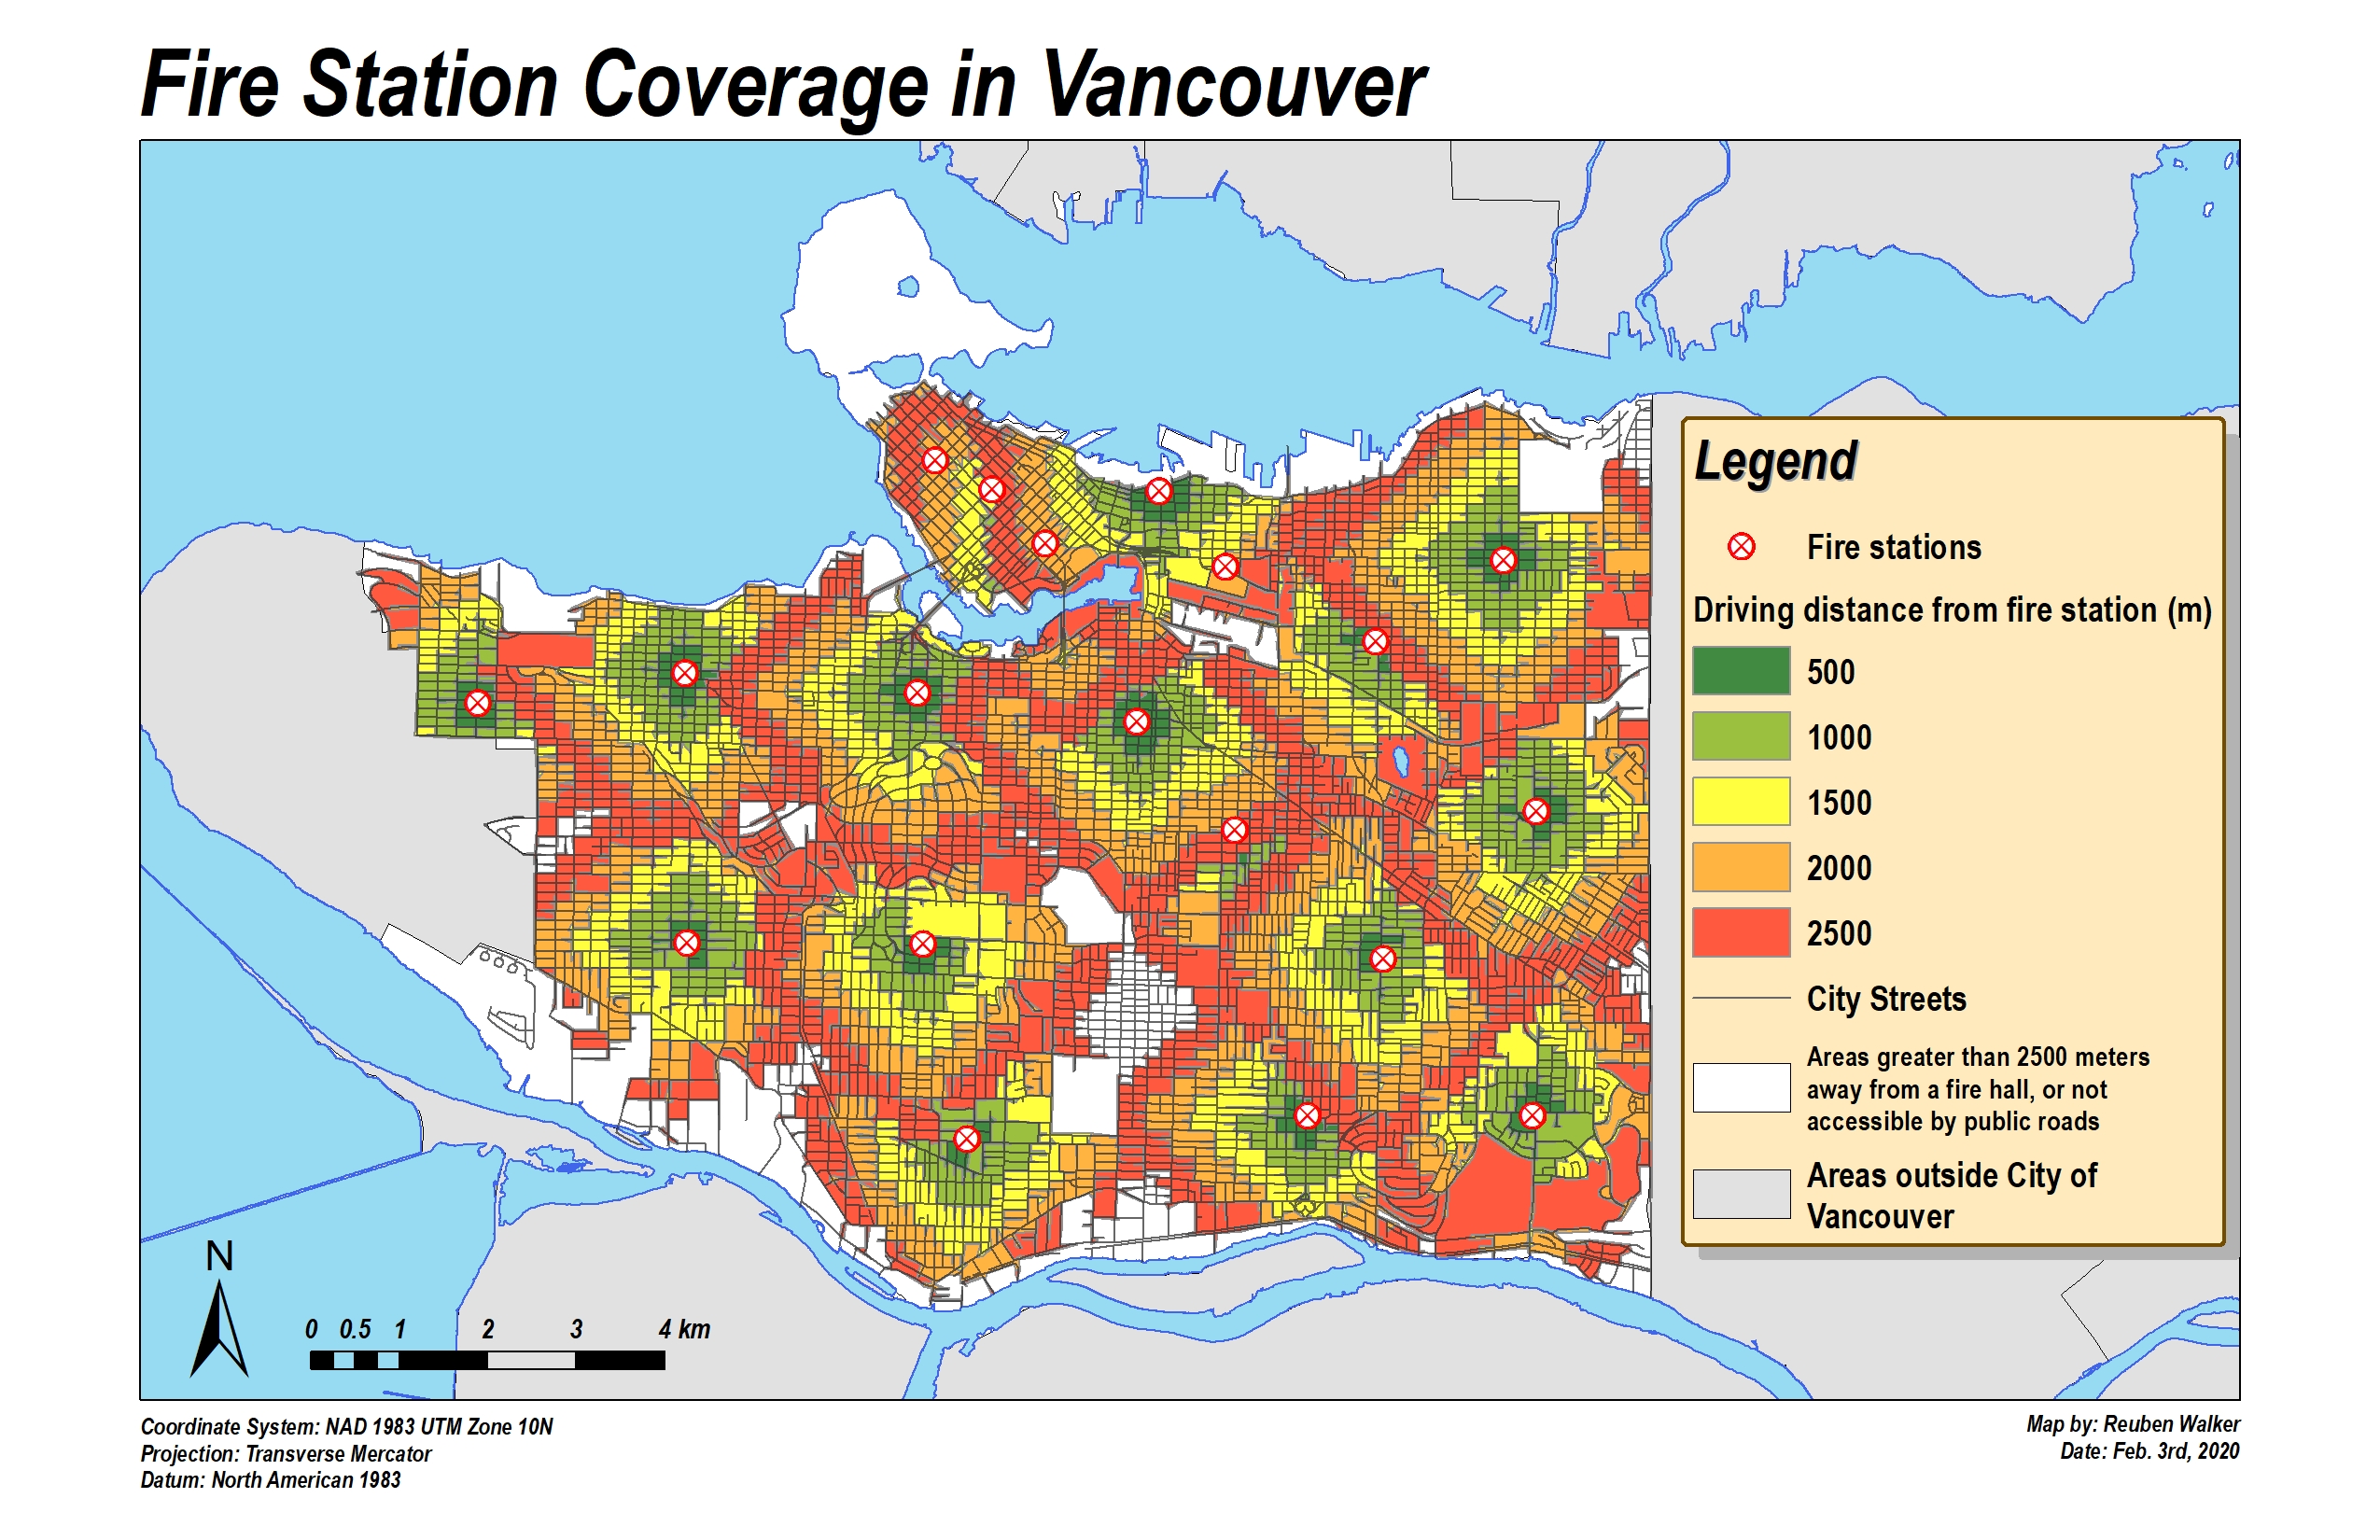 Fire Station Coverage in Vancouver
Legend
Fire stations
Driving distance from fire station (m)
500
1000
1500
2000
2500
City Streets
Areas greater than 2500 meters
away from a fire hall, or not
accessible by public roads
Areas outside City of
Vancouver
N
0 0.5 1 2 3 4 km
Coordinate System: NAD 1983 UTM Zone 10N
Projection: Transverse Mercator
Datum: North American 1983
Map by: Reuben Walker
Date: Feb. 3rd, 2020